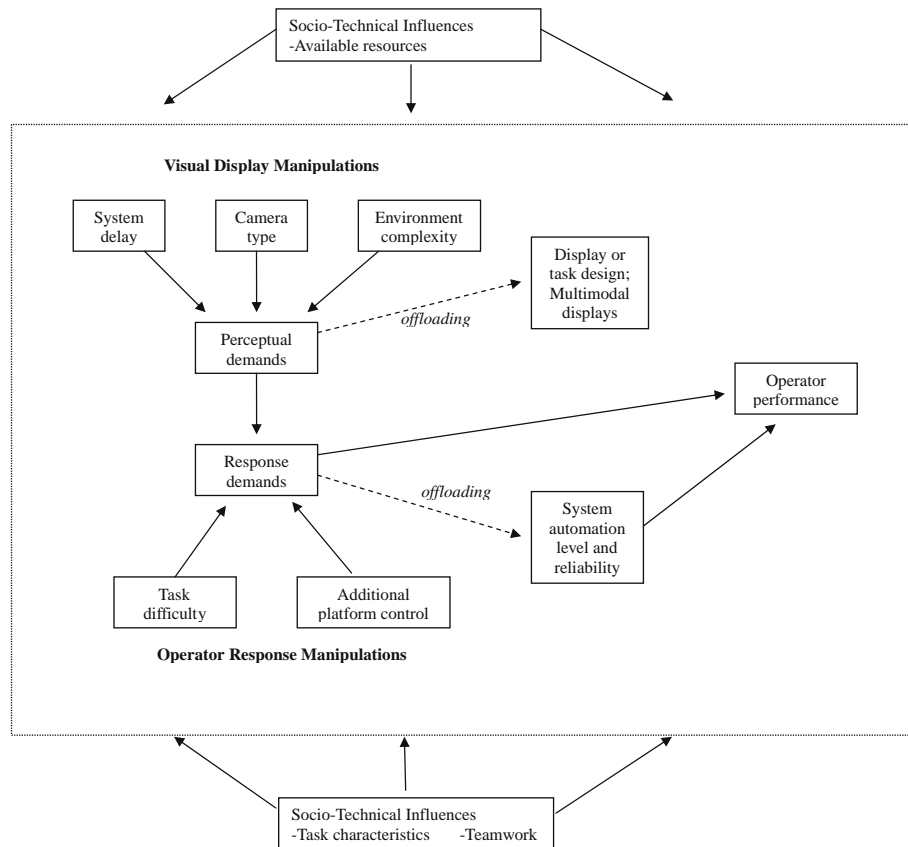 Socio-Technical Influences
-Available resources
Visual Display Manipulations
System
delay
Camera
type
Environment
complexity
Display or
task design;
Multimodal
displays
offloading
Perceptual
demands
Operator
performance
Response
demands
offloading
System
automation
level and
reliability
Task
difficulty
Additional
platform control
Operator Response Manipulations
Socio-Technical Influences
-Task characteristics -Teamwork